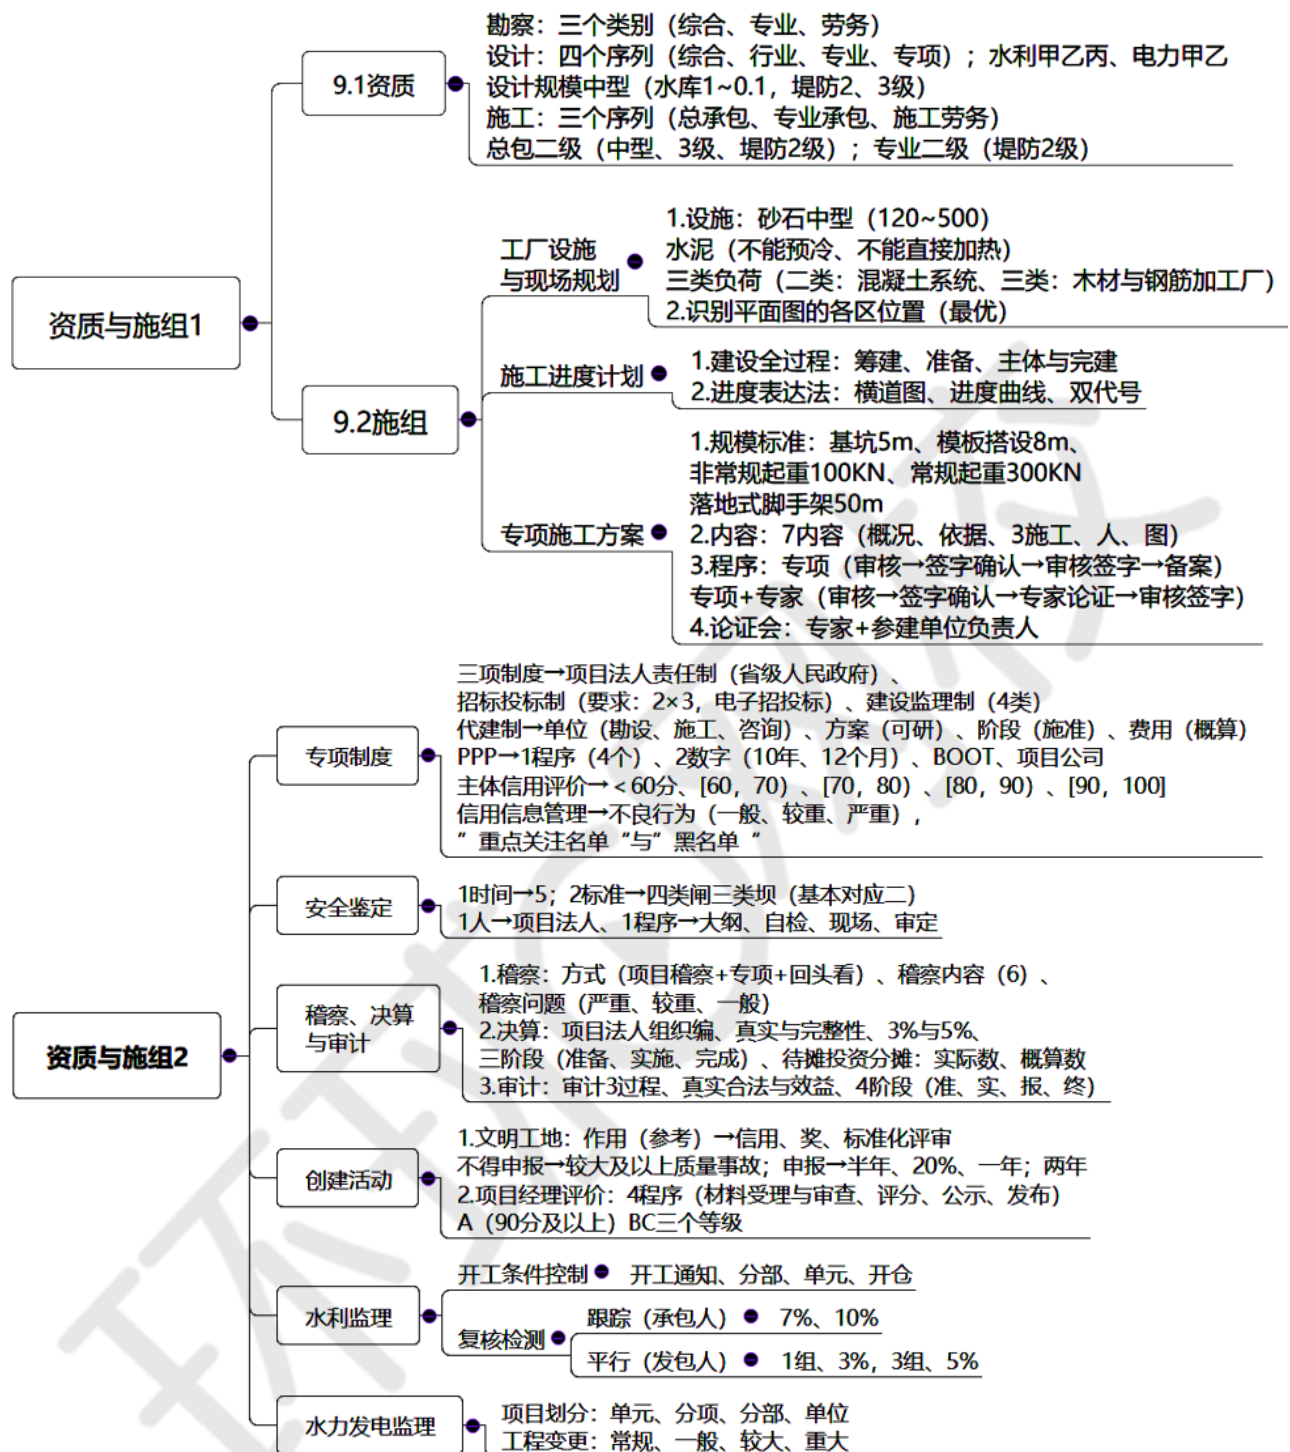 资质与施组1
9.1资质
勘察：三个类别（综合、专业、劳务）
设计：四个序列（综合、行业、专业、专项）；水利甲乙丙、电力甲乙
设计规模中型（水库1~0.1，堤防2、3级）
施工：三个序列（总承包、专业承包、施工劳务）
总包二级（中型、3级、堤防2级）；专业二级（堤防2级）
9.2施组
工厂设施
与现场规划
1.设施：砂石中型（120~500）
水泥（不能预冷、不能直接加热）
三类负荷（二类：混凝土系统、三类：木材与钢筋加工厂）
2.识别平面图的各区位置（最优）
施工进度计划
1.建设全过程：筹建、准备、主体与完建
2.进度表达法：横道图、进度曲线、双代号
专项施工方案
1.规模标准：基坑5m、模板搭设8m、
非常规起重100KN、常规起重300KN
落地式脚手架50m
2.内容：7内容（概况、依据、3施工、人、图）
3.程序：专项（审核→签字确认→审核签字→备案）
专项+专家（审核→签字确认→专家论证→审核签字）
4.论证会：专家+参建单位负责人
资质与施组2
专项制度
三项制度→项目法人责任制（省级人民政府）、
招标投标制（要求：2×3，电子招投标）、建设监理制（4类）
代建制→单位（勘设、施工、咨询）、方案（可研）、阶段（施准）、费用（概算）
PPP→1程序（4个）、2数字（10年、12个月）、BOOT、项目公司
主体信用评价→＜60分、[60，70）、[70，80）、[80，90）、[90，100]
信用信息管理→不良行为（一般、较重、严重），
”重点关注名单“与”黑名单“
安全鉴定
1时间→5；2标准→四类闸三类坝（基本对应二）
1人→项目法人、1程序→大纲、自检、现场、审定
稽察、决算
与审计
1.稽察：方式（项目稽察+专项+回头看）、稽察内容（6）、
稽察问题（严重、较重、一般）
2.决算：项目法人组织编、真实与完整性、3%与5%、
三阶段（准备、实施、完成）、待摊投资分摊：实际数、概算数
3.审计：审计3过程、真实合法与效益、4阶段（准、实、报、终）
创建活动
1.文明工地：作用（参考）→信用、奖、标准化评审
不得申报→较大及以上质量事故；申报→半年、20%、一年；两年
2.项目经理评价：4程序（材料受理与审查、评分、公示、发布）
A（90分及以上）BC三个等级
水利监理
开工条件控制
开工通知、分部、单元、开仓
复核检测
跟踪（承包人）
7%、10%
平行（发包人）
1组、3%，3组、5%
水力发电监理
项目划分：单元、分项、分部、单位
工程变更：常规、一般、较大、重大
环球网校